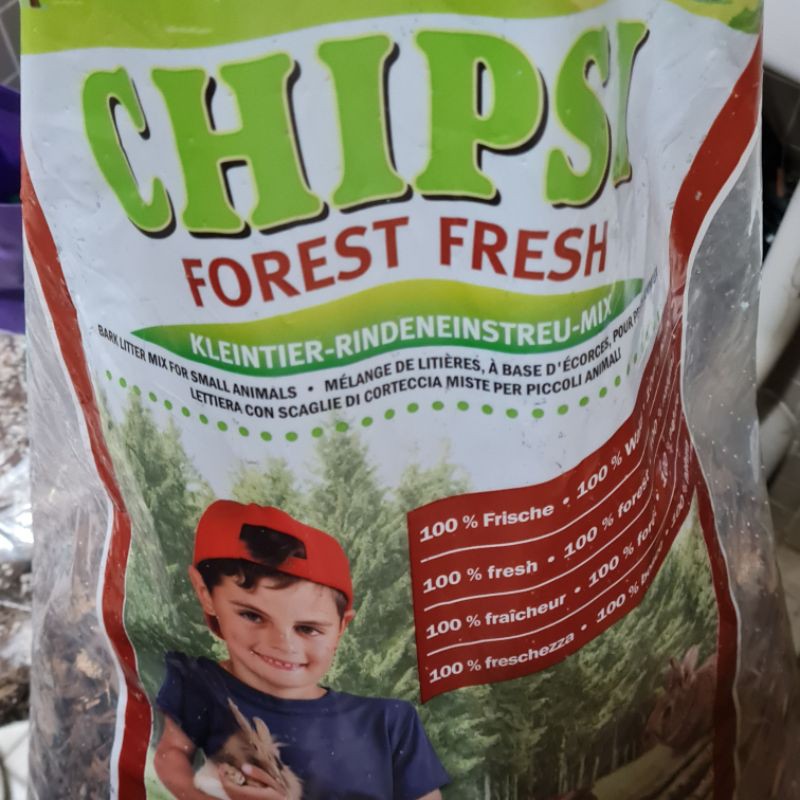 CHIPSI
FOREST FRESH
KLEINTIER-RINDENEINSTREU-MIX
BARK LITTER MIX FOR SMALL ANIMALS • MÉLANGE DE LITIÈRES, À BASE D'ÉCORCES, POUR
LETTIERA CON SCAGLIE DI CORTECCIA MISTE PER PICCOLI ANIMALI
100 % Frische • 100 %
100 % fresh • 100 % forest
100 % fraîcheur • 100 %
100 % freschezza • 100 %